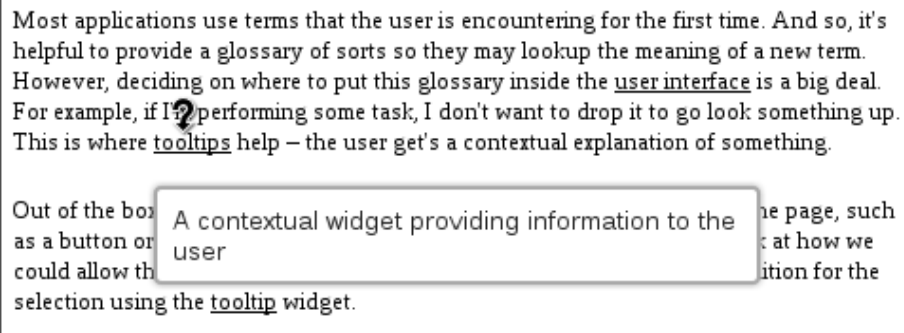 Most applications use terms that the user is encountering for the first time. And so, it's
helpful to provide a glossary of sorts so they may lookup the meaning of a new term.
However, deciding on where to put this glossary inside the user interface is a big deal.
For example, if performing some task, I don't want to drop it to go look something up.
This is where tooltips help – the user get's a contextual explanation of something.
Out of the page, such
A contextual widget providing information to the
as a button or at how we
user
could allow for the
selection using the tooltip widget.